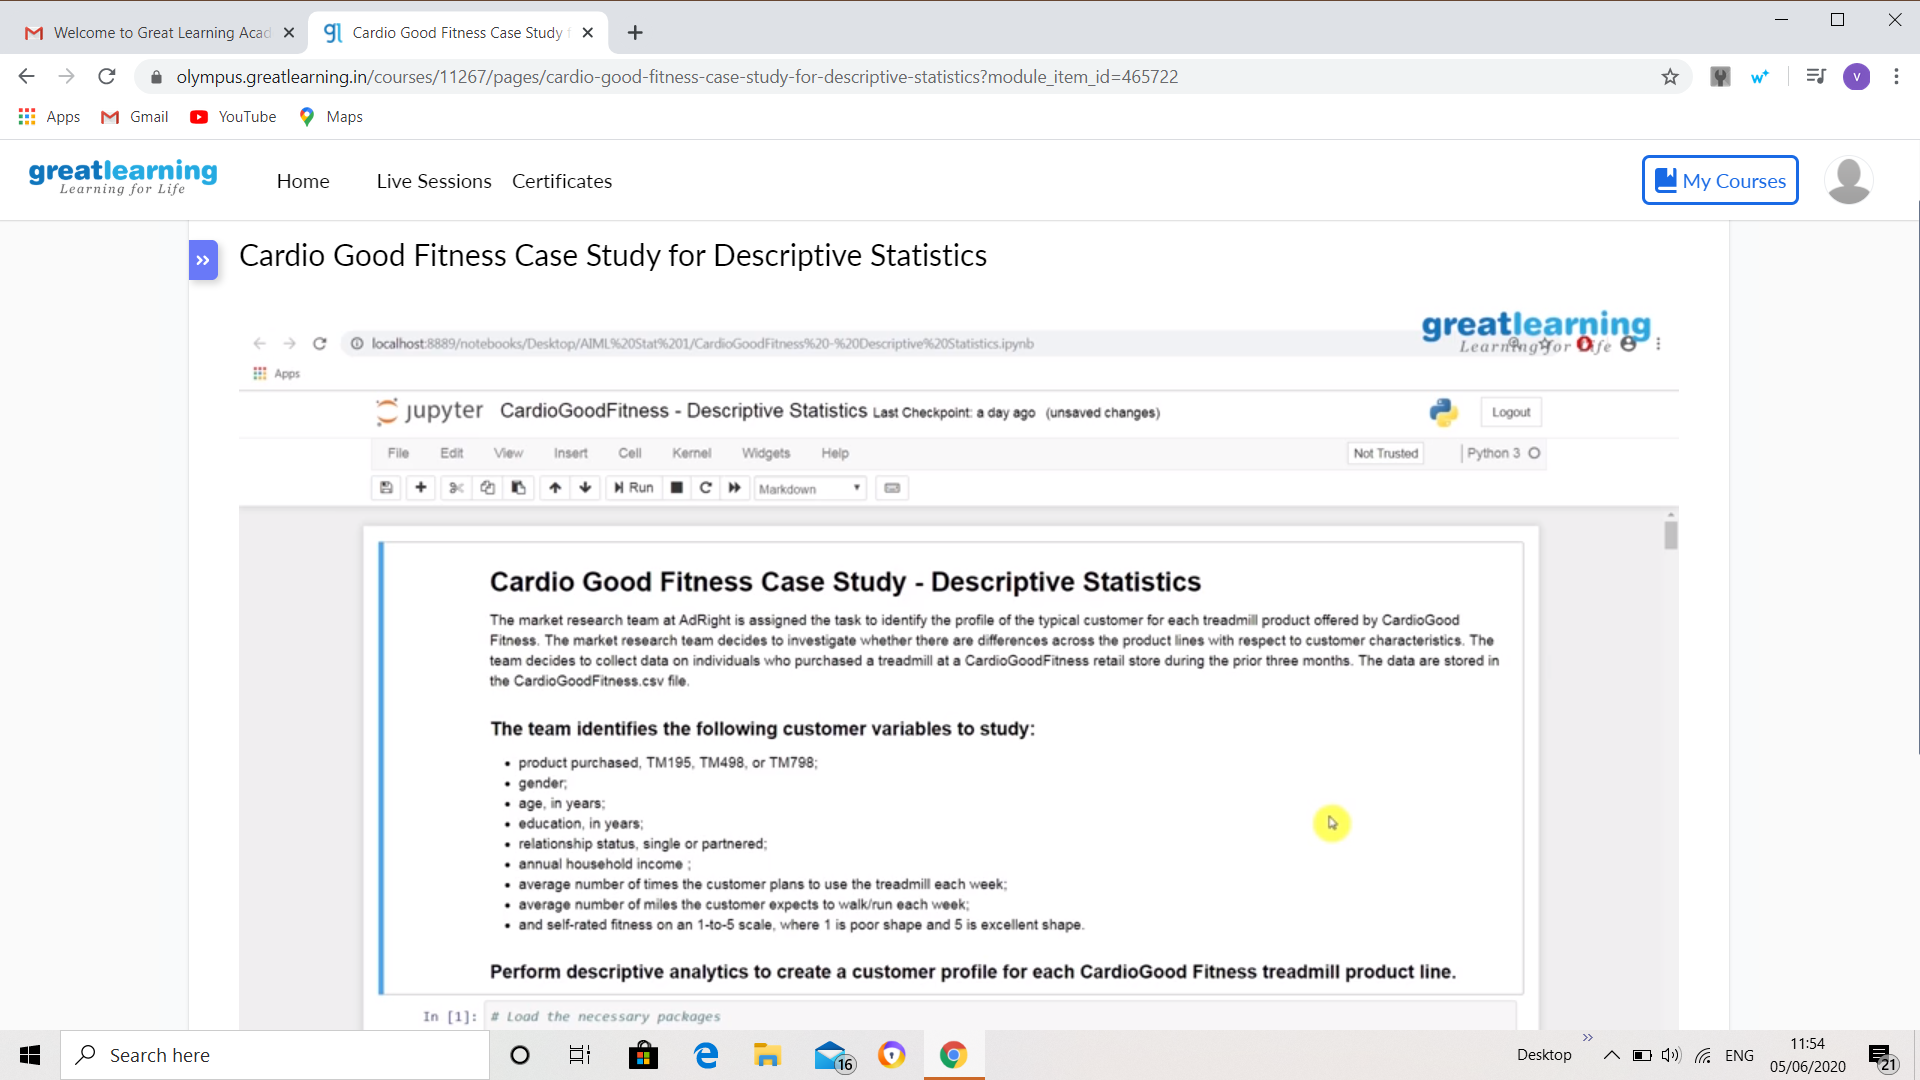 Welcome to Great Learning Acad
Cardio Good Fitness Case Study f
olympus.greatlearning.in/courses/11267/pages/cardio-good-fitness-case-study-for-descriptive-statistics?module_item_id=465722
V
Apps
Gmail
YouTube
Maps
greatlearning
Learning for Life
Home
Live Sessions
Certificates
My Courses
Cardio Good Fitness Case Study for Descriptive Statistics
greatlearning
Learning for Life
localhost:8889/notebooks/Desktop/AIML%20Stat%201/CardioGoodFitness%20-%20Descriptive%20Statistics.ipynb
Apps
jupyter CardioGoodFitness - Descriptive Statistics Last Checkpoint: a day ago (unsaved changes)
Logout
File Edit View Insert Cell Kernel Widgets Help
Not Trusted
Python 3
Run
Markdown
Cardio Good Fitness Case Study - Descriptive Statistics
The market research team at AdRight is assigned the task to identify the profile of the typical customer for each treadmill product offered by CardioGood
Fitness. The market research team decides to investigate whether there are differences across the product lines with respect to customer characteristics. The
team decides to collect data on individuals who purchased a treadmill at a CardioGoodFitness retail store during the prior three months. The data are stored in
the CardioGoodFitness.csv file.
The team identifies the following customer variables to study:
• product purchased, TM195, TM498, or TM798;
• gender;
• age, in years;
• education, in years;
• relationship status, single or partnered;
• annual household income ;
• average number of times the customer plans to use the treadmill each week;
• average number of miles the customer expects to walk/run each week;
• and self-rated fitness on an 1-to-5 scale, where 1 is poor shape and 5 is excellent shape.
Perform descriptive analytics to create a customer profile for each CardioGood Fitness treadmill product line.
In [1]: # Load the necessary packages
Search here
16
Desktop
ENG
11:54
05/06/2020
21